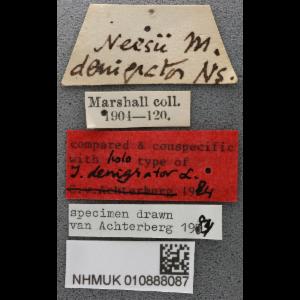 Neesii M.
denigrator Ns.
Marshall coll.
1904—120.
compared & conspecific
with holo type of
I. denigrator L.
C.v.Achterberg 1984
specimen drawn
van Achterberg 1984
NHMUK 010888087